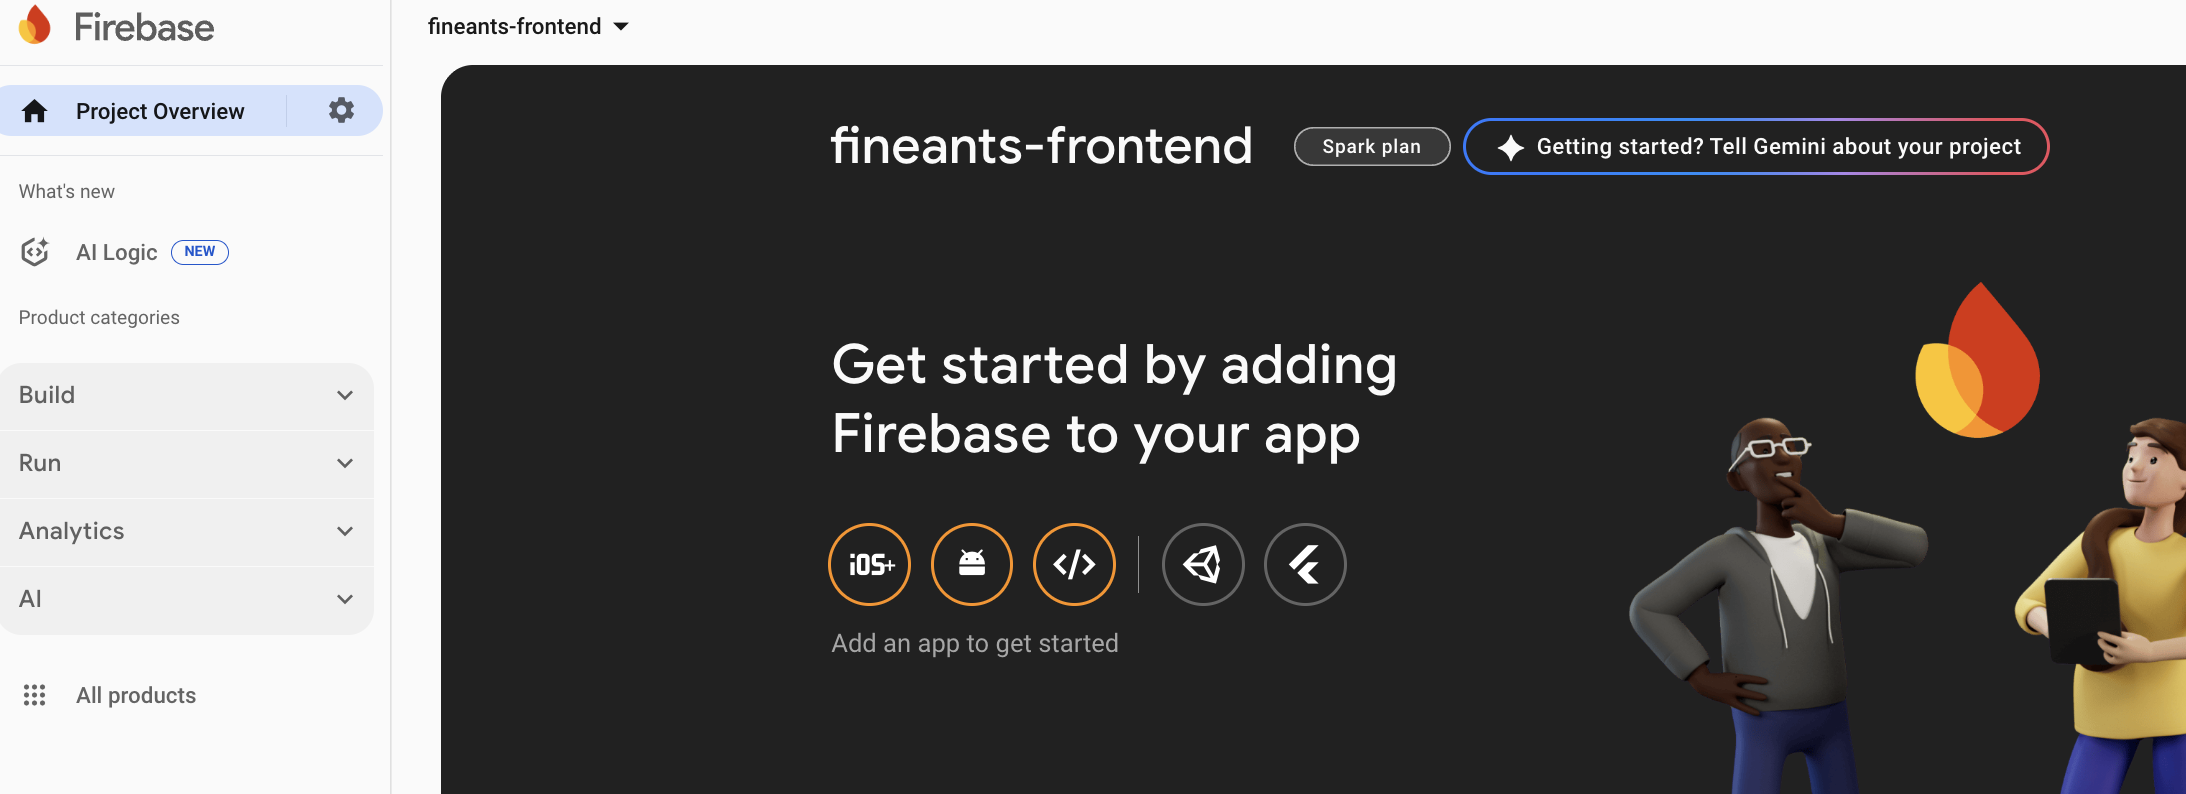 Firebase
fineants-frontend
Project Overview
What's new
AI Logic NEW
Product categories
Build
Run
Analytics
AI
All products
fineants-frontend
Spark plan
Getting started? Tell Gemini about your project
Get started by adding
Firebase to your app
iOS+
</>
Add an app to get started